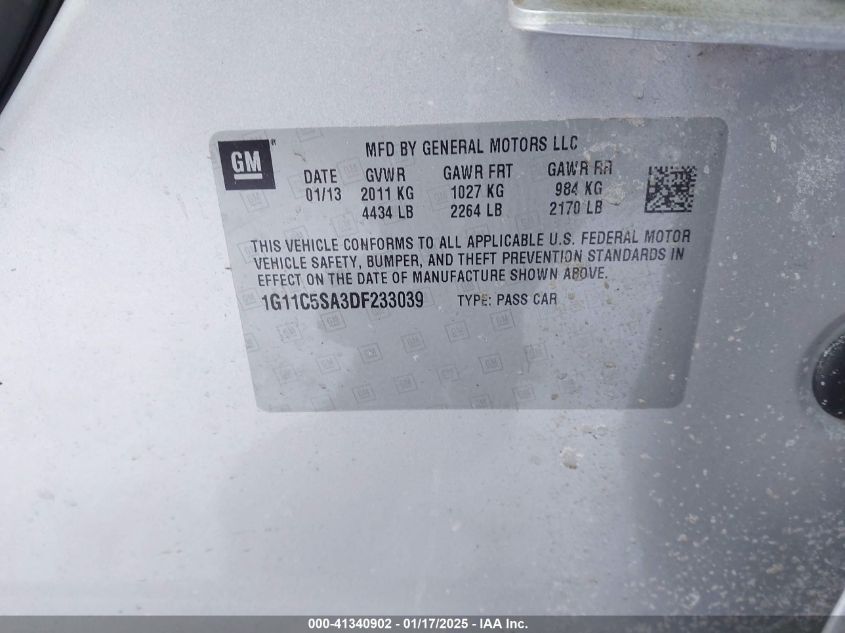 GM
MFD BY GENERAL MOTORS LLC
DATE GVWR GAWR FRT GAWR RR
01/13 2011 KG 1027 KG 984 KG
4434 LB 2264 LB 2170 LB
THIS VEHICLE CONFORMS TO ALL APPLICABLE U.S. FEDERAL MOTOR
VEHICLE SAFETY, BUMPER, AND THEFT PREVENTION STANDARDS IN
EFFECT ON THE DATE OF MANUFACTURE SHOWN ABOVE.
1G11C5SA3DF233039 TYPE: PASS CAR
000-41340902 - 01/17/2025 - IAA Inc.